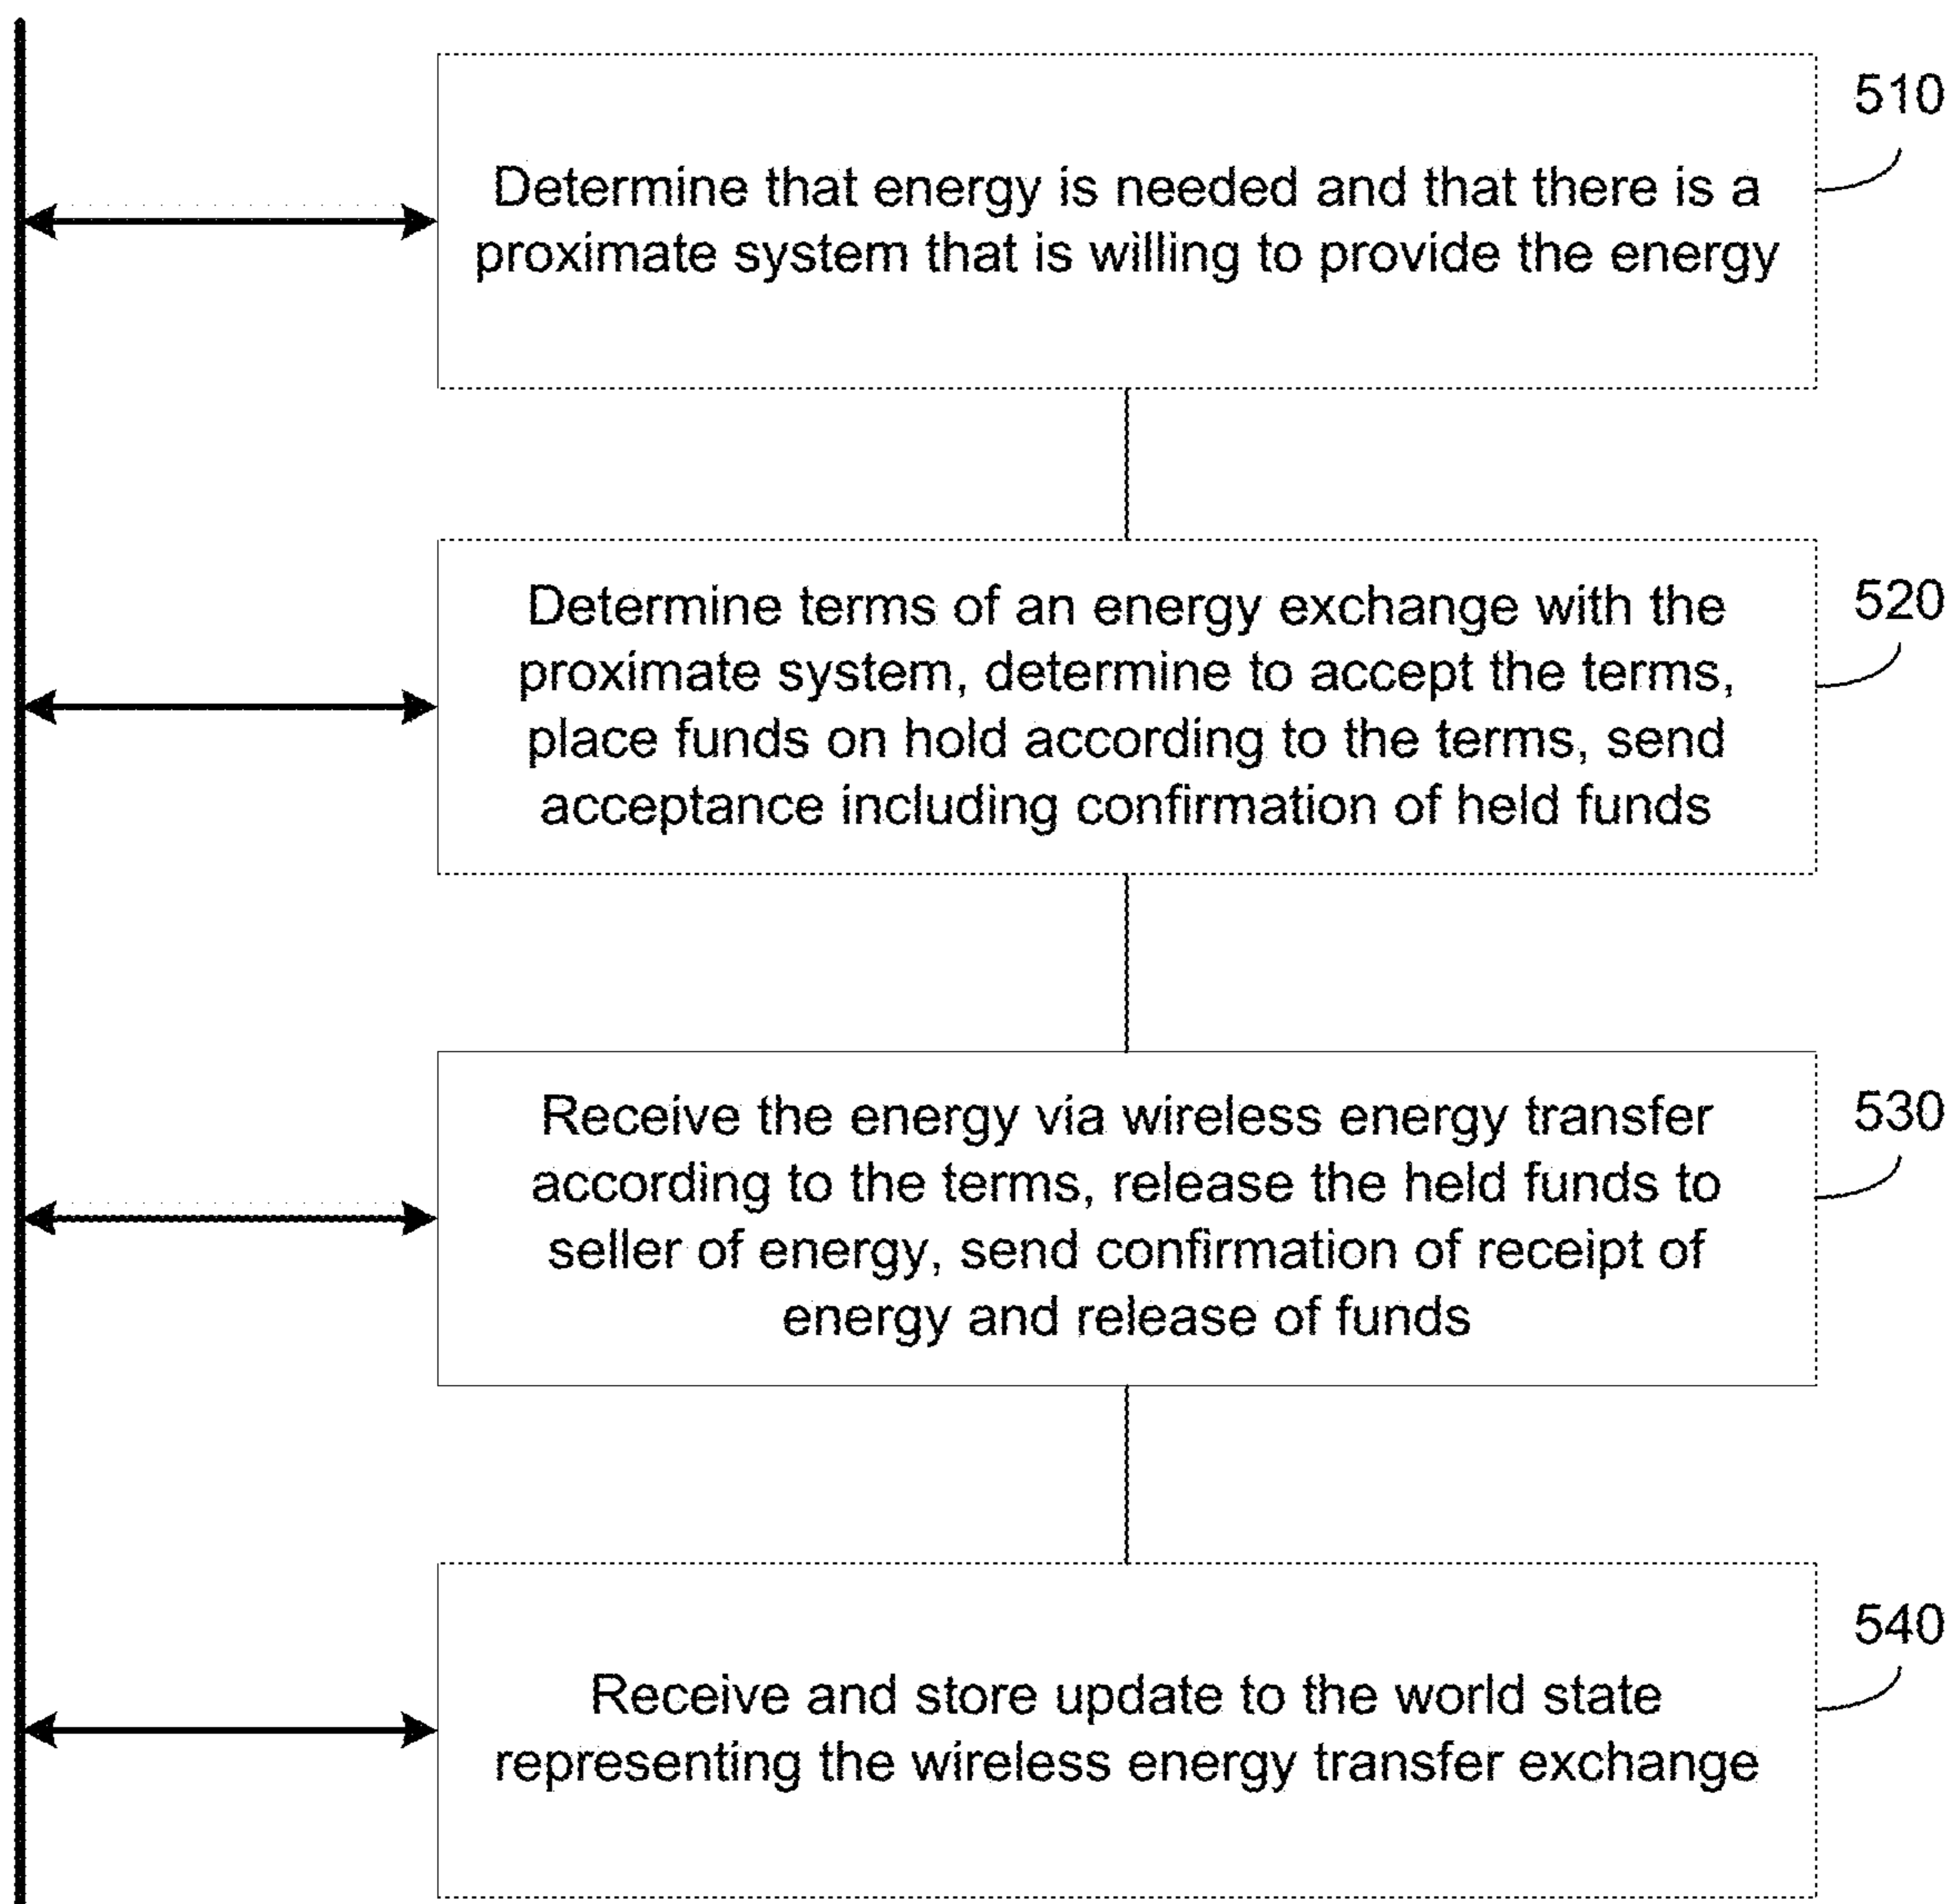 510
Determine that energy is needed and that there is a
proximate system that is willing to provide the energy
520
Determine terms of an energy exchange with the
proximate system, determine to accept the terms,
place funds on hold according to the terms, send
acceptance including confirmation of held funds
530
Receive the energy via wireless energy transfer
according to the terms, release the held funds to
seller of energy, send confirmation of receipt of
energy and release of funds
540
Receive and store update to the world state
representing the wireless energy transfer exchange